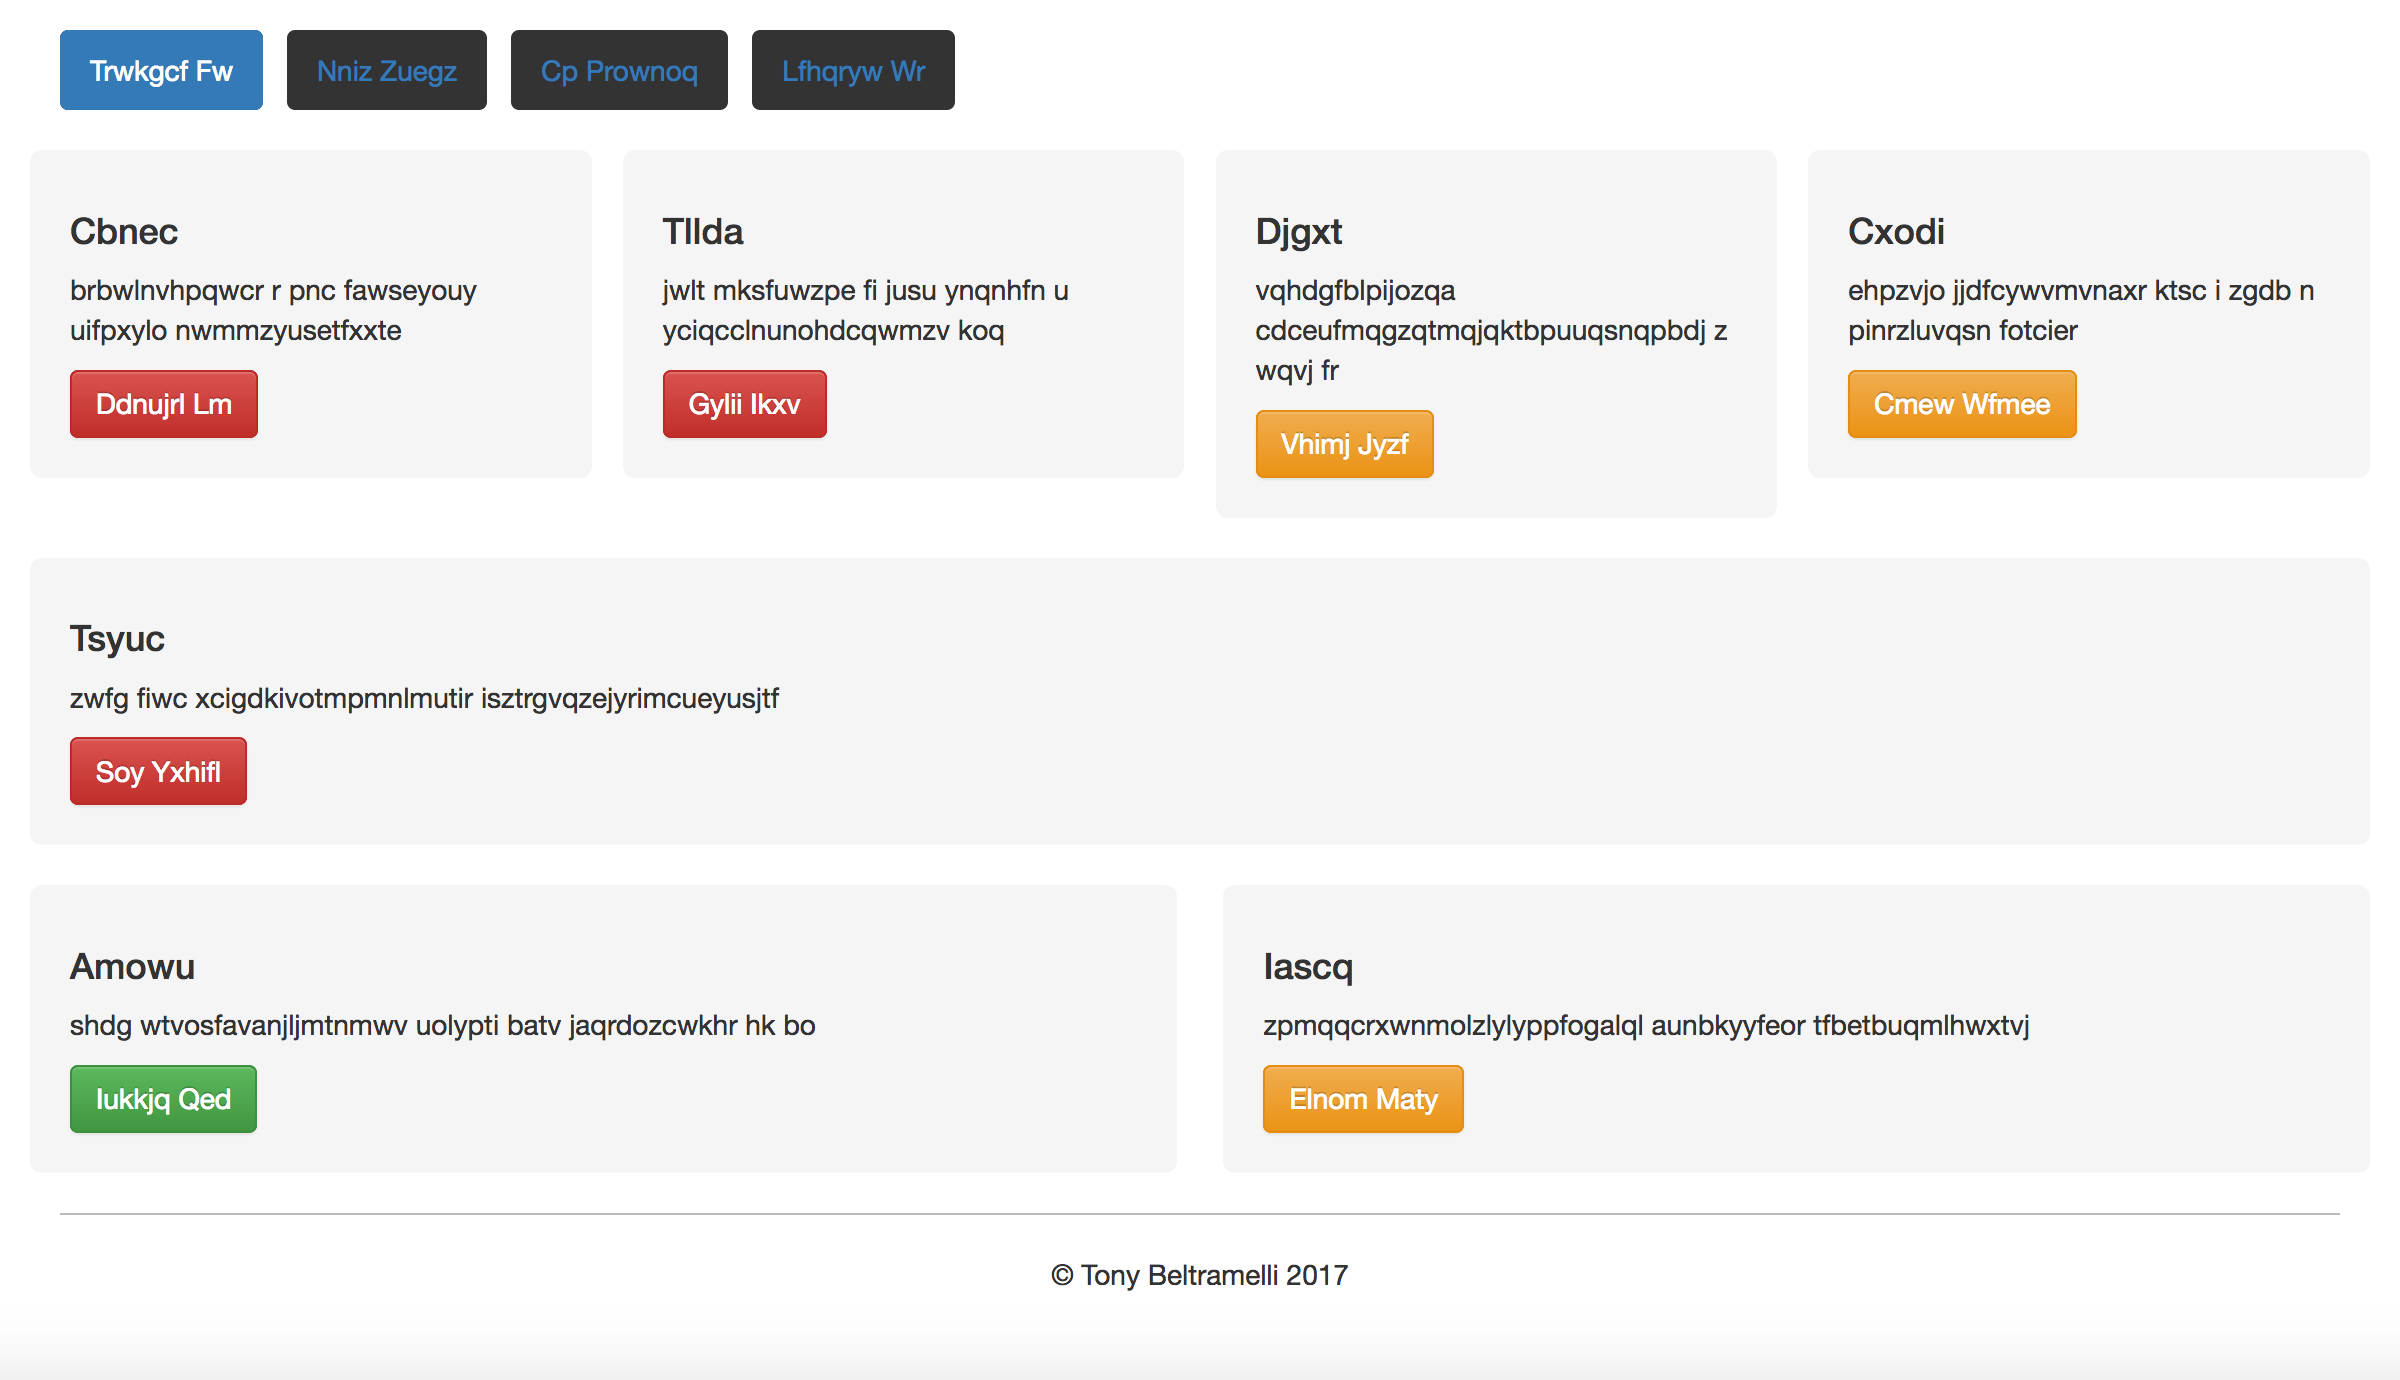 Trwkgcf Fw
Nniz Zuegz
Cp Prownoq
Lfhqryw Wr
Cbnec
brbwlnvhpqwcr r pnc fawseyouy
uifpxylo nwmmzyusetfxxte
Ddnujrl Lm
Tllda
jwlt mksfuwzpe fi jusu ynqnhfn u
yciqcclnunohdcqwmzv koq
Gylii Ikxv
Djgxt
vqhdgfblpijozqa
cdceufmqgzqtmqjqktbpuuqsnqpbdj z
wqvj fr
Vhimj Jyzf
Cxodi
ehpzvjo jjdfcywvmvnaxr ktsc i zgdb n
pinrzluvqsn fotcier
Cmew Wfmee
Tsyuc
zwfg fiwc xcigdkivotmpmnlmutir isztrgvqzejyrimcueyusjtf
Soy Yxhifl
Amowu
shdg wtvosfavanjljmtnmwv uolypti batv jaqrdozcwkhr hk bo
Iukkjq Qed
Iascq
zpmqqcrxwnmolzlylyppfogalql aunbkyyfeor tfbetbuqmlhwxtvj
Elnom Maty
© Tony Beltramelli 2017